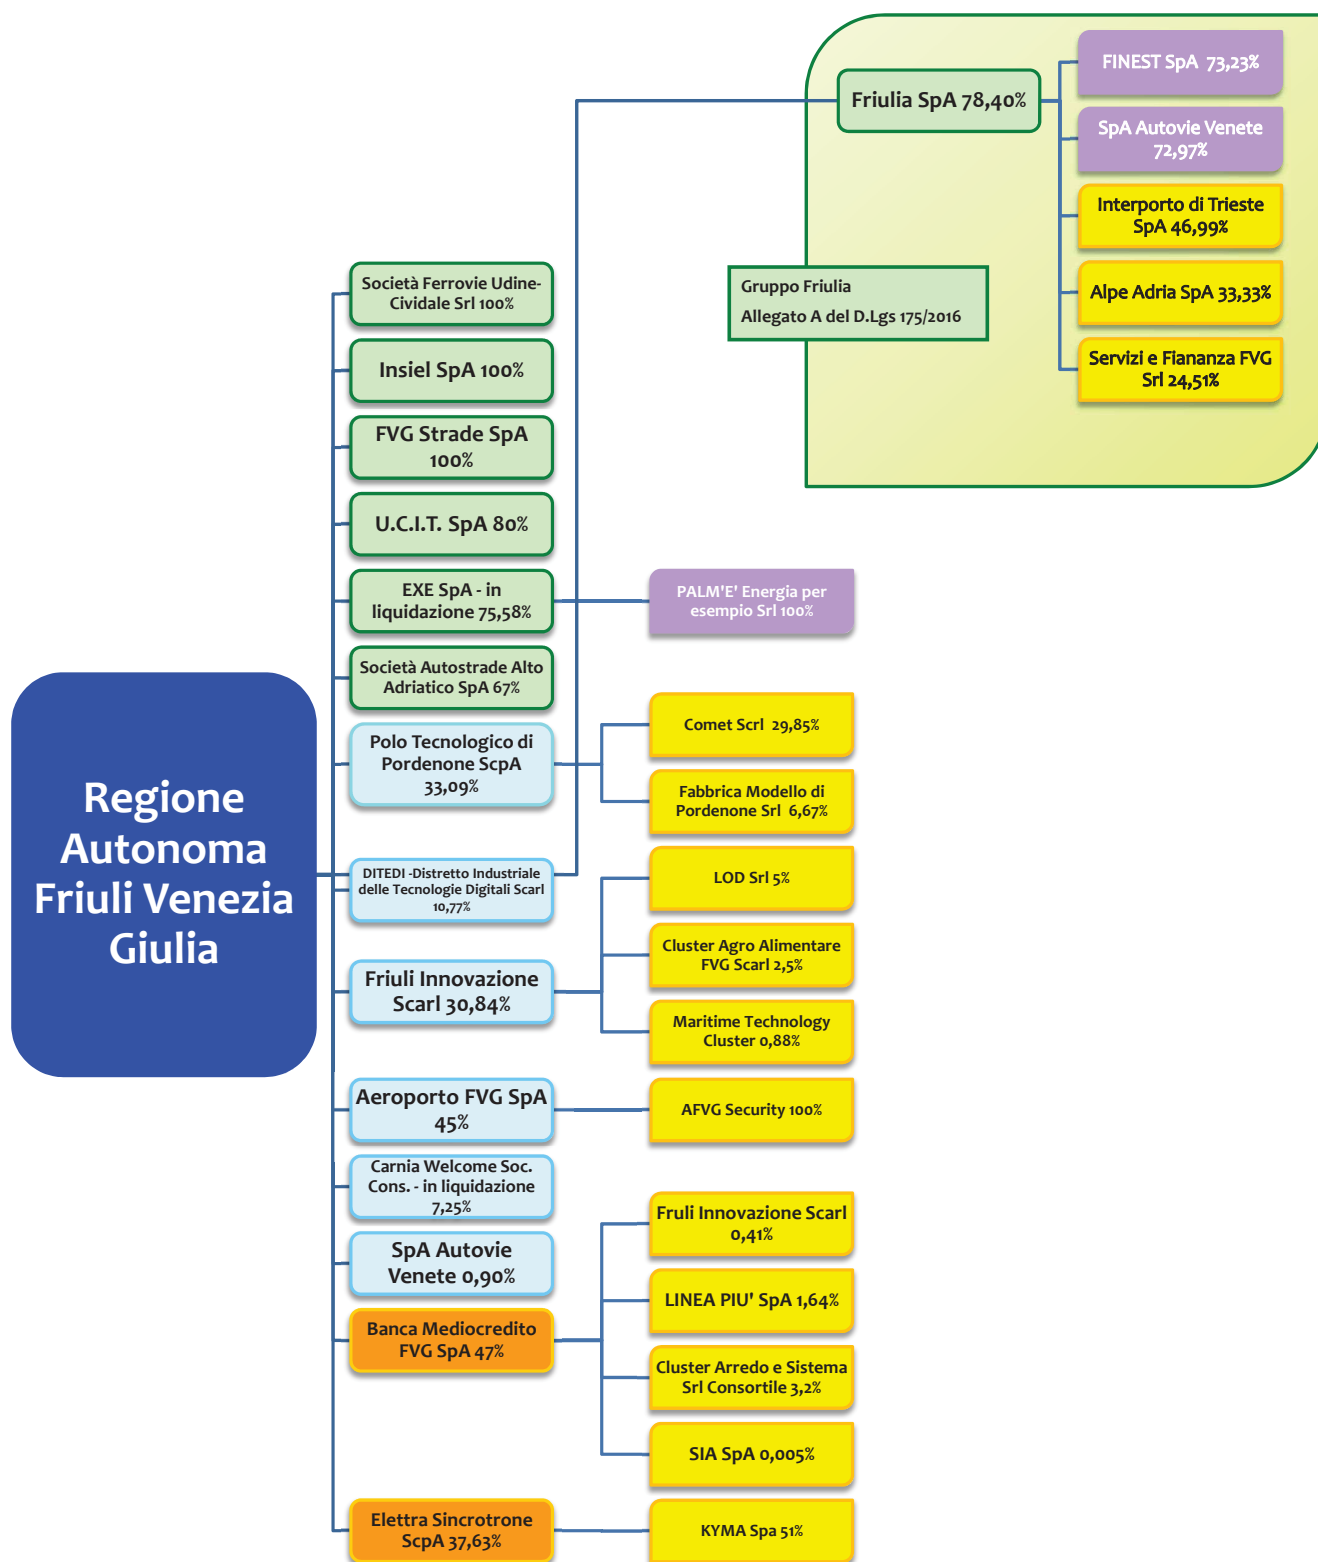 Regione
Autonoma
Friuli Venezia
Giulia
Friulia SpA 78,40%
FINEST SpA 73,23%
SpA Autovie Venete
72,97%
Interporto di Trieste
SpA 46,99%
Alpe Adria SpA 33,33%
Servizi e Fiananza FVG
Srl 24,51%
Gruppo Friulia
Allegato A del D.Lgs 175/2016
Società Ferrovie Udine-
Cividale Srl 100%
Insiel SpA 100%
FVG Strade SpA
100%
U.C.I.T. SpA 80%
EXE SpA - in
liquidazione 75,58%
PALM'E' Energia per
esempio Srl 100%
Società Autostrade Alto
Adriatico SpA 67%
Polo Tecnologico di
Pordenone ScpA
33,09%
Comet Scrl 29,85%
Fabbrica Modello di
Pordenone Srl 6,67%
DITEDI -Distretto Industriale
delle Tecnologie Digitali Scarl
10,77%
Friuli Innovazione
Scarl 30,84%
LOD Srl 5%
Cluster Agro Alimentare
FVG Scarl 2,5%
Maritime Technology
Cluster 0,88%
Aeroporto FVG SpA
45%
AFVG Security 100%
Carnia Welcome Soc.
Cons. - in liquidazione
7,25%
SpA Autovie
Venete 0,90%
Banca Mediocredito
FVG SpA 47%
Fruli Innovazione Scarl
0,41%
LINEA PIU' SpA 1,64%
Cluster Arredo e Sistema
Srl Consortile 3,2%
SIA SpA 0,005%
Elettra Sincrotrone
ScpA 37,63%
KYMA Spa 51%